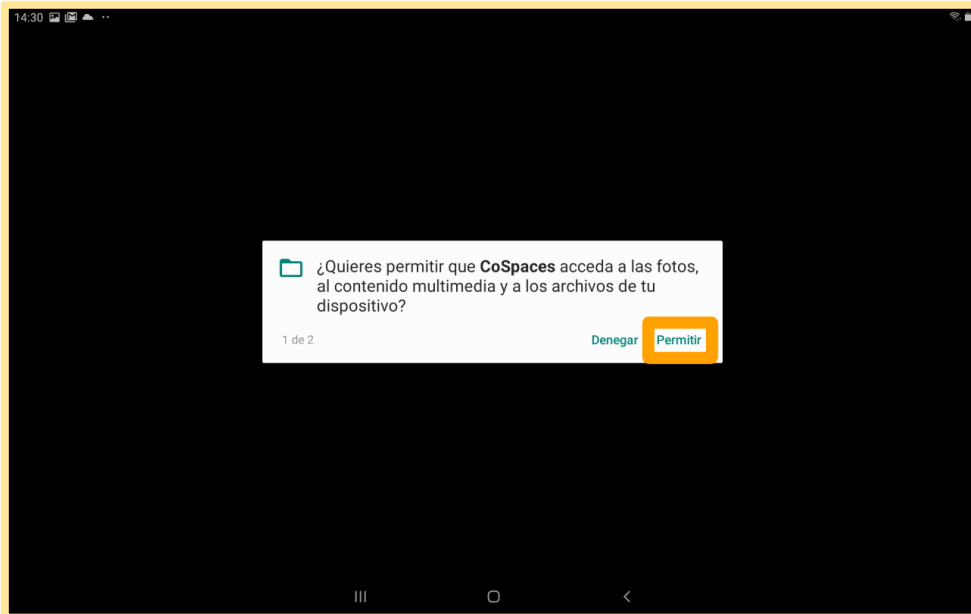 14:30
¿Quieres permitir que CoSpaces acceda a las fotos,
al contenido multimedia y a los archivos de tu
dispositivo?
1 de 2
Denegar
Permitir